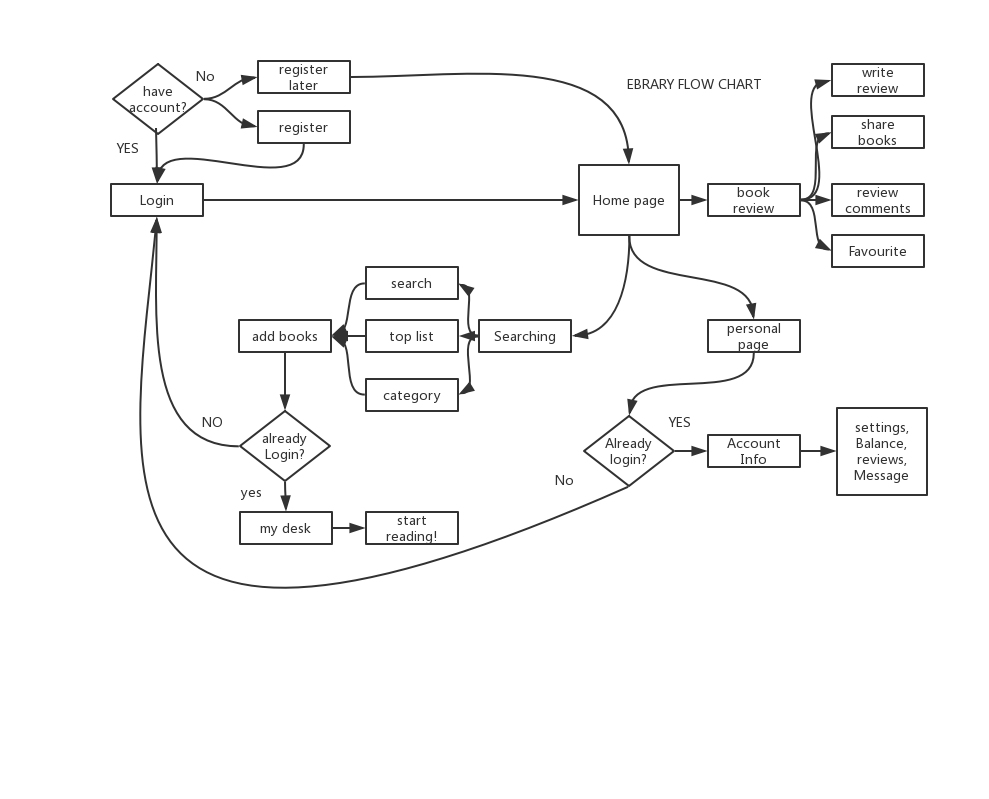 have
account?
No
YES
register
later
register
Login
EBRARY FLOW CHART
Home page
book
review
write
review
share
books
review
comments
Favourite
search
top list
category
Searching
add books
already
Login?
NO
yes
my desk
start
reading!
personal
page
Already
login?
YES
No
Account
Info
settings,
Balance,
reviews,
Message